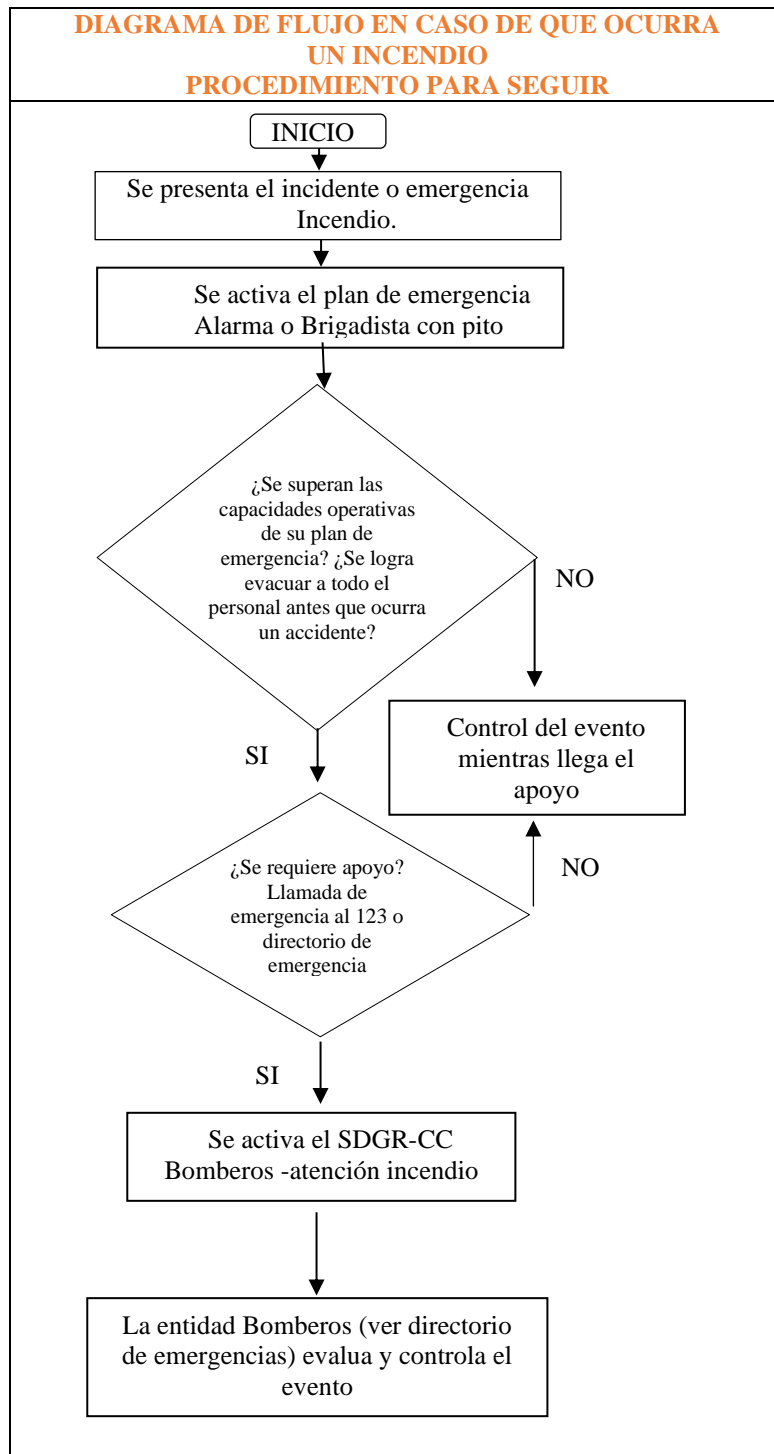 DIAGRAMA DE FLUJO EN CASO DE QUE OCURRA
UN INCENDIO
PROCEDIMIENTO PARA SEGUIR
INICIO
Se presenta el incidente o emergencia
Incendio.
Se activa el plan de emergencia
Alarma o Brigadista con pito
¿Se superan las
capacidades operativas
de su plan de
emergencia? ¿Se logra
evacuar a todo el
personal antes que ocurra
un accidente?
NO
Control del evento
mientras llega el
apoyo
SI
¿Se requiere apoyo?
Llamada de
emergencia al 123 o
directorio de
emergencia
NO
SI
Se activa el SDGR-CC
Bomberos -atención incendio
La entidad Bomberos (ver directorio
de emergencias) evalua y controla el
evento